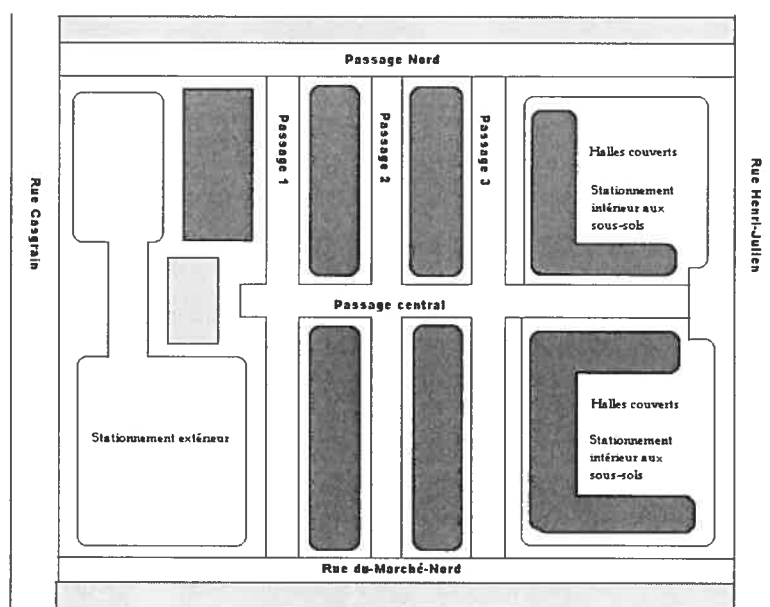 Passage Nord
Rue Casgrain
Passage 1
Passage 2
Passage 3
Halles couverts
Stationnement
intérieur aux
sous-sols
Rue Henri-Julien
Passage central
Stationnement extérieur
Halles couverts
Stationnement
intérieur aux
sous-sols
Rue du-Marché-Nord